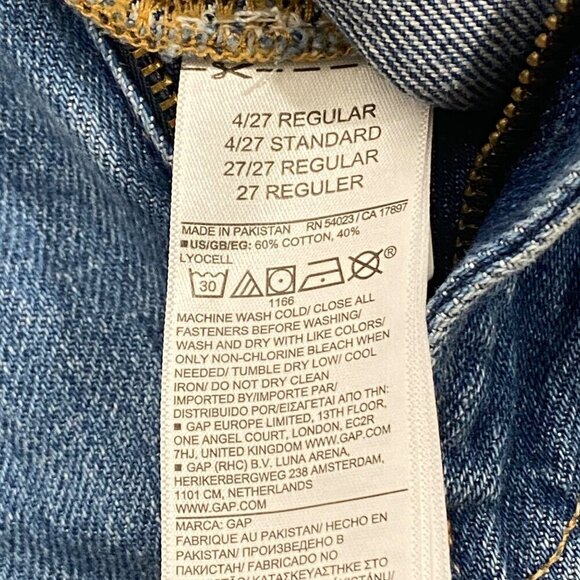 4/27 REGULAR
4/27 STANDARD
27/27 REGULAR
27 REGULER
MADE IN PAKISTAN RN 54023 / CA 17897
■ US/GB/EG: 60% COTTON, 40%
LYOCELL
30 ®
1166
MACHINE WASH COLD/ CLOSE ALL
FASTENERS BEFORE WASHING/
WASH AND DRY WITH LIKE COLORS/
ONLY NON-CHLORINE BLEACH WHEN
NEEDED/ TUMBLE DRY LOW/ COOL
IRON/ DO NOT DRY CLEAN
IMPORTED BY/IMPORTE PAR/
DISTRIBUIDO POR/ΕΙΣΑΓΕΤΑΙ ΑΠΟ ΤΗΝ:
■ GAP EUROPE LIMITED, 13TH FLOOR,
ONE ANGEL COURT, LONDON, EC2R
7HJ, UNITED KINGDOM WWW.GAP.COM
■ GAP (RHC) B.V. LUNA ARENA,
HERIKERBERGWEG 238 AMSTERDAM,
1101 CM, NETHERLANDS
WWW.GAP.COM
MARCA: GAP
FABRIQUE AU PAKISTAN/ HECHO EN
PAKISTAN/ ПРОИЗВЕДЕНО В
ПАКИСТАН/ FABRICADO NO
ΚΑΤΑΣΚΕΥΑΣΤΗΚΕ ΣΤΟ